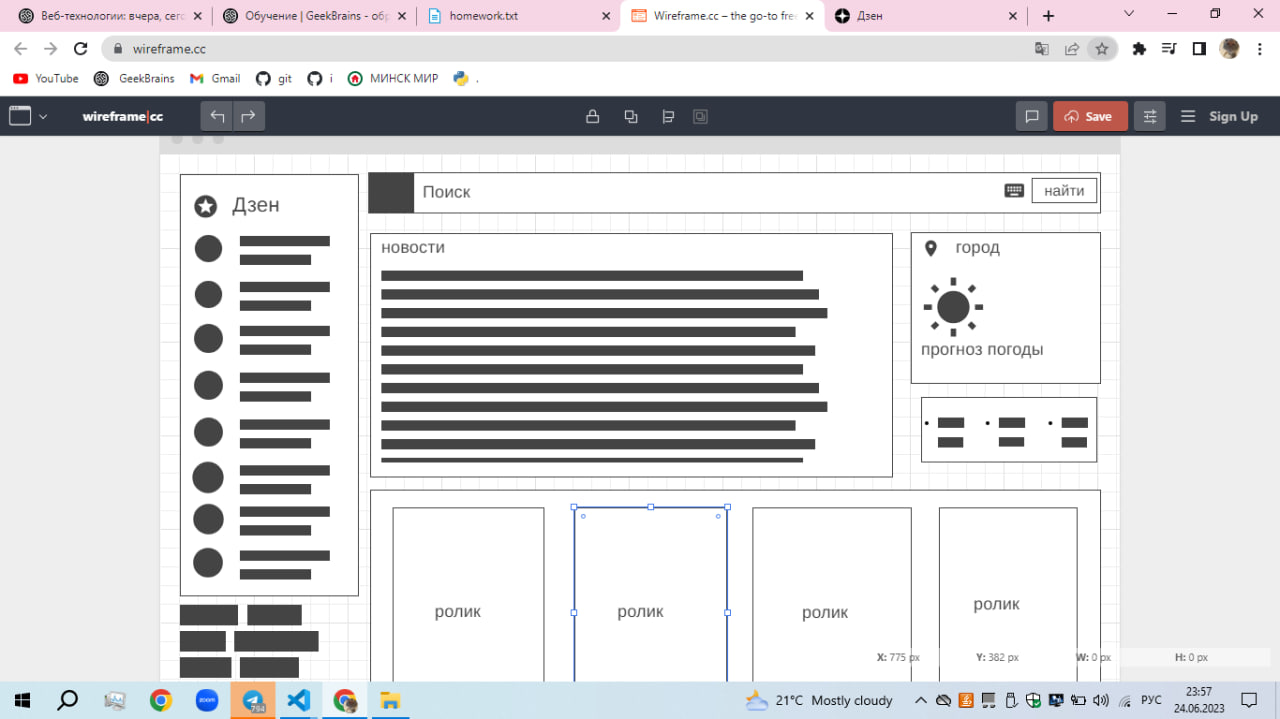 Веб-технологии: вчера, сего
Обучение | GeekBrains - обр
homework.txt
Wireframe.cc – the go-to free
Дзен
wireframe.cc
YouTube
GeekBrains
Gmail
git
i
МИНСК МИР
.
wireframe|cc
Save
Sign Up
Дзен
Поиск
найти
новости
город
прогноз погоды
ролик
ролик
ролик
ролик
X: 775 px
Y: 382 px
W: 0 px
H: 0 px
zoom
794
21°C Mostly cloudy
РУС
23:57
24.06.2023